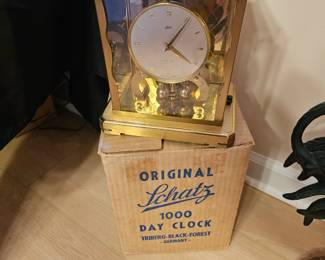 ORIGINAL
Schatz
1000
DAY CLOCK
TRIBERG-BLACK-FOREST
-GERMANY-